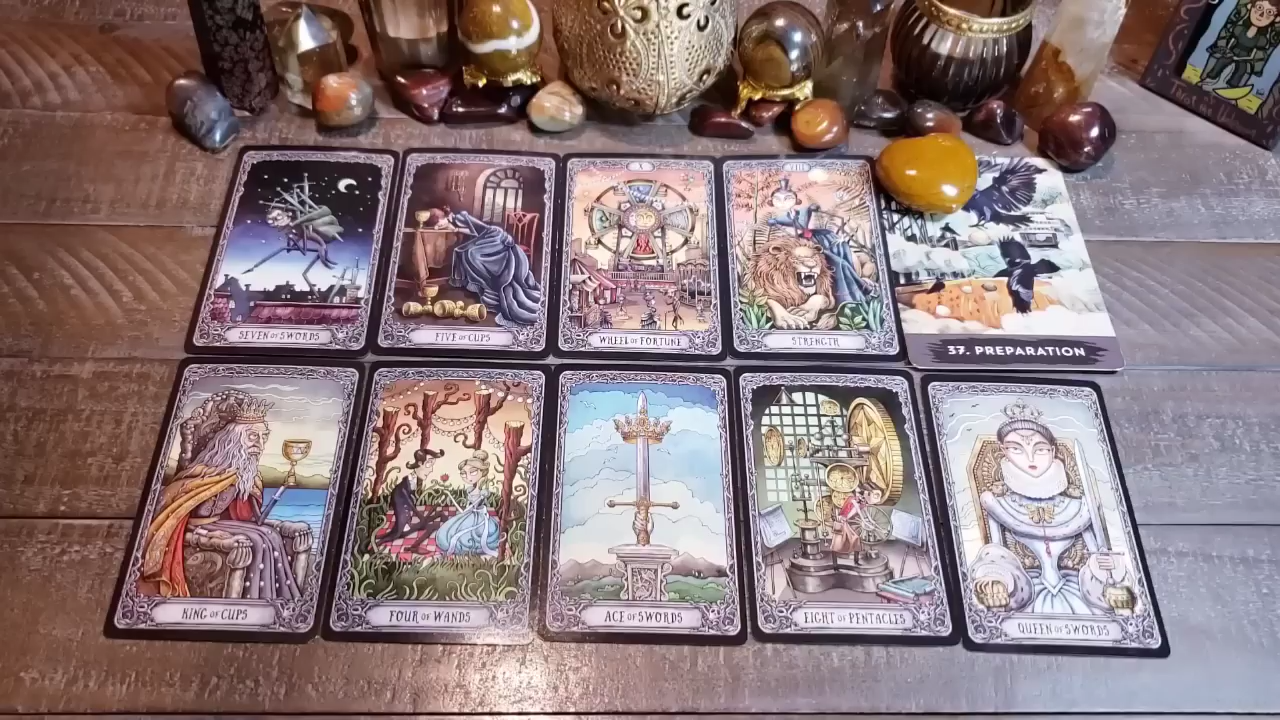 SEVEN OF SWORDS
FIVE OF CUPS
X
WHEEL OF FORTUNE
VIII
STRENGTH
37. PREPARATION
KING OF CUPS
FOUR OF WANDS
ACE OF SWORDS
EIGHT OF PENTACLES
QUEEN OF SWORDS